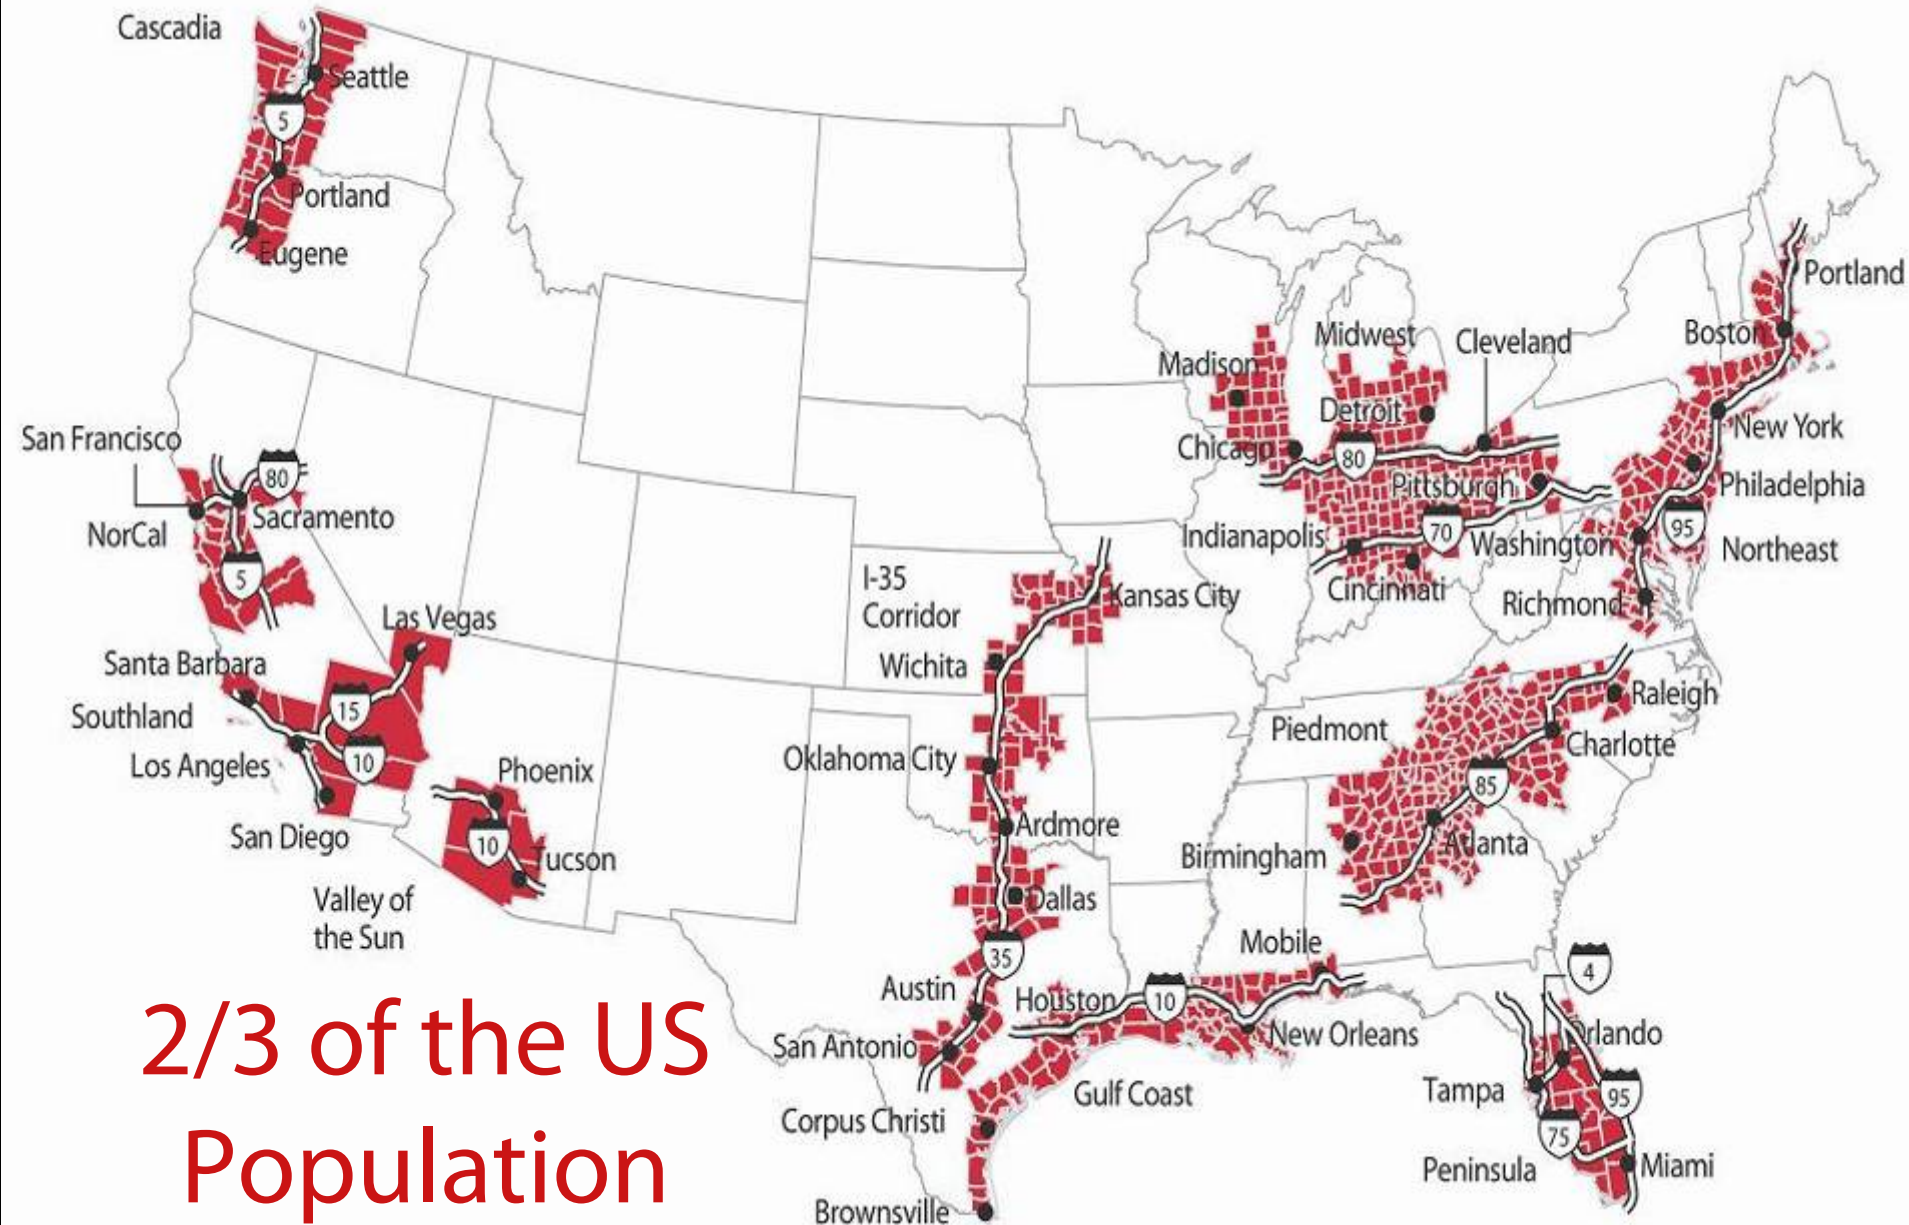 Cascadia
Seattle
5
Portland
Eugene
San Francisco
80
Sacramento
NorCal
5
Las Vegas
Santa Barbara
15
Southland
10
Los Angeles
San Diego
Phoenix
10
Tucson
Valley of
the Sun
I-35
Corridor
Kansas City
Wichita
Oklahoma City
Ardmore
Dallas
35
Austin
San Antonio
Corpus Christi
Brownsville
Houston
10
Mobile
New Orleans
Gulf Coast
Midwest
Cleveland
Madison
Detroit
Chicago
80
Pittsburgh
Indianapolis
70
Cincinnati
Portland
Boston
New York
Philadelphia
95
Washington
Northeast
Richmond
Piedmont
Raleigh
Charlotte
85
Birmingham
Atlanta
4
Orlando
Tampa
95
75
Peninsula
Miami
2/3 of the US
Population